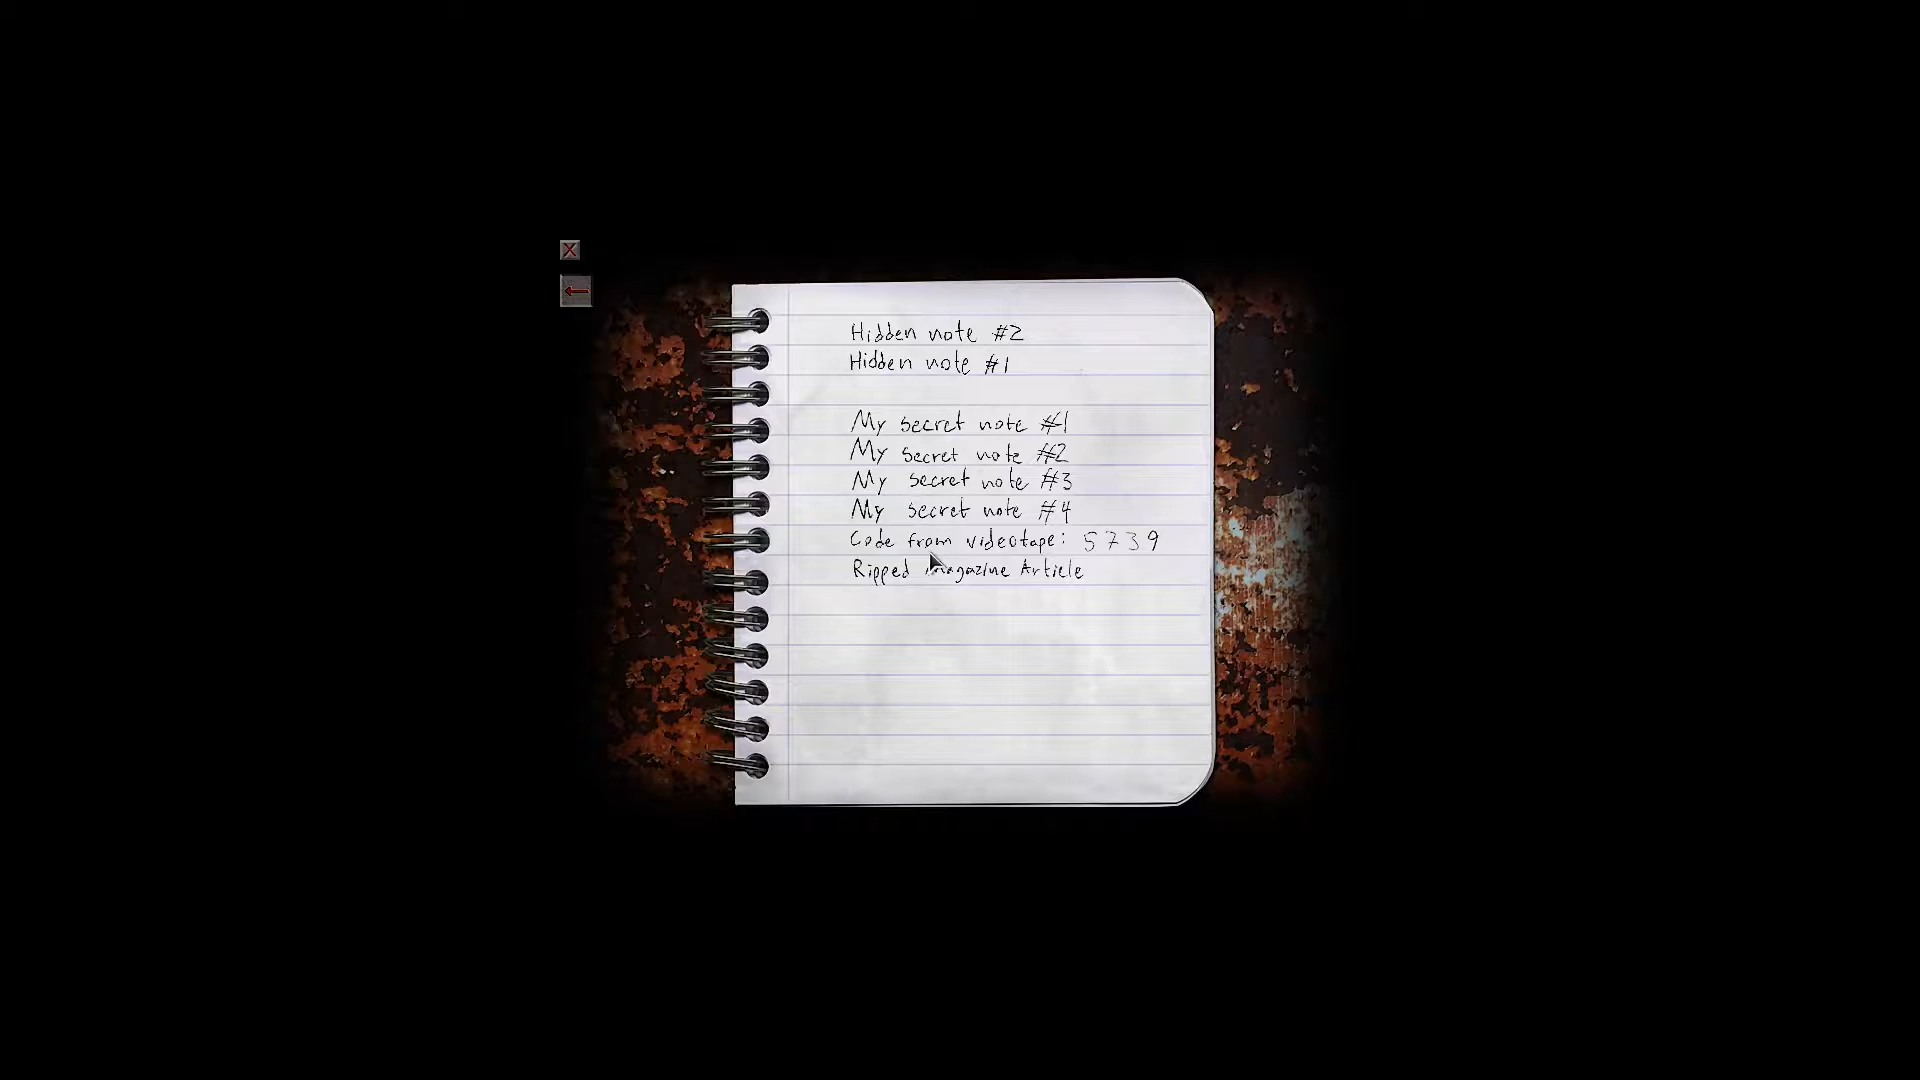 Hidden note #2
Hidden note #1
My secret note #1
My secret note #2
My secret note #3
My secret note #4
Code from videotape: 5739
Ripped magazine Article